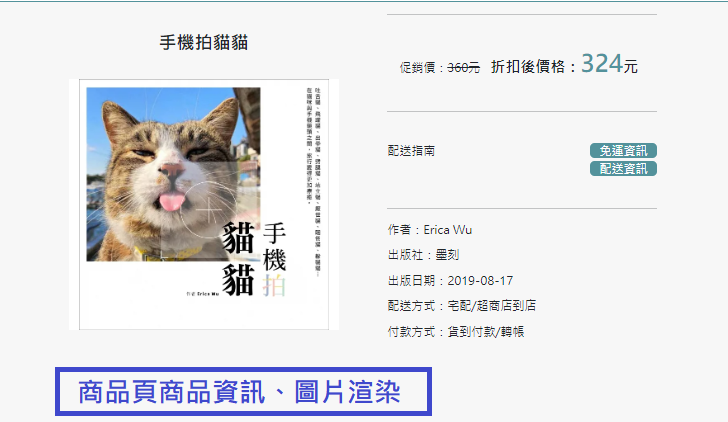 手機拍貓貓
促銷價：360元 折扣後價格：324元
配送指南
免運資訊
配送資訊
作者：Erica Wu
出版社：墨刻
出版日期：2019-08-17
配送方式：宅配/超商店到店
付款方式：貨到付款/轉帳
手機拍
貓貓
作者 Erica Wu
商品頁商品資訊、圖片渲染